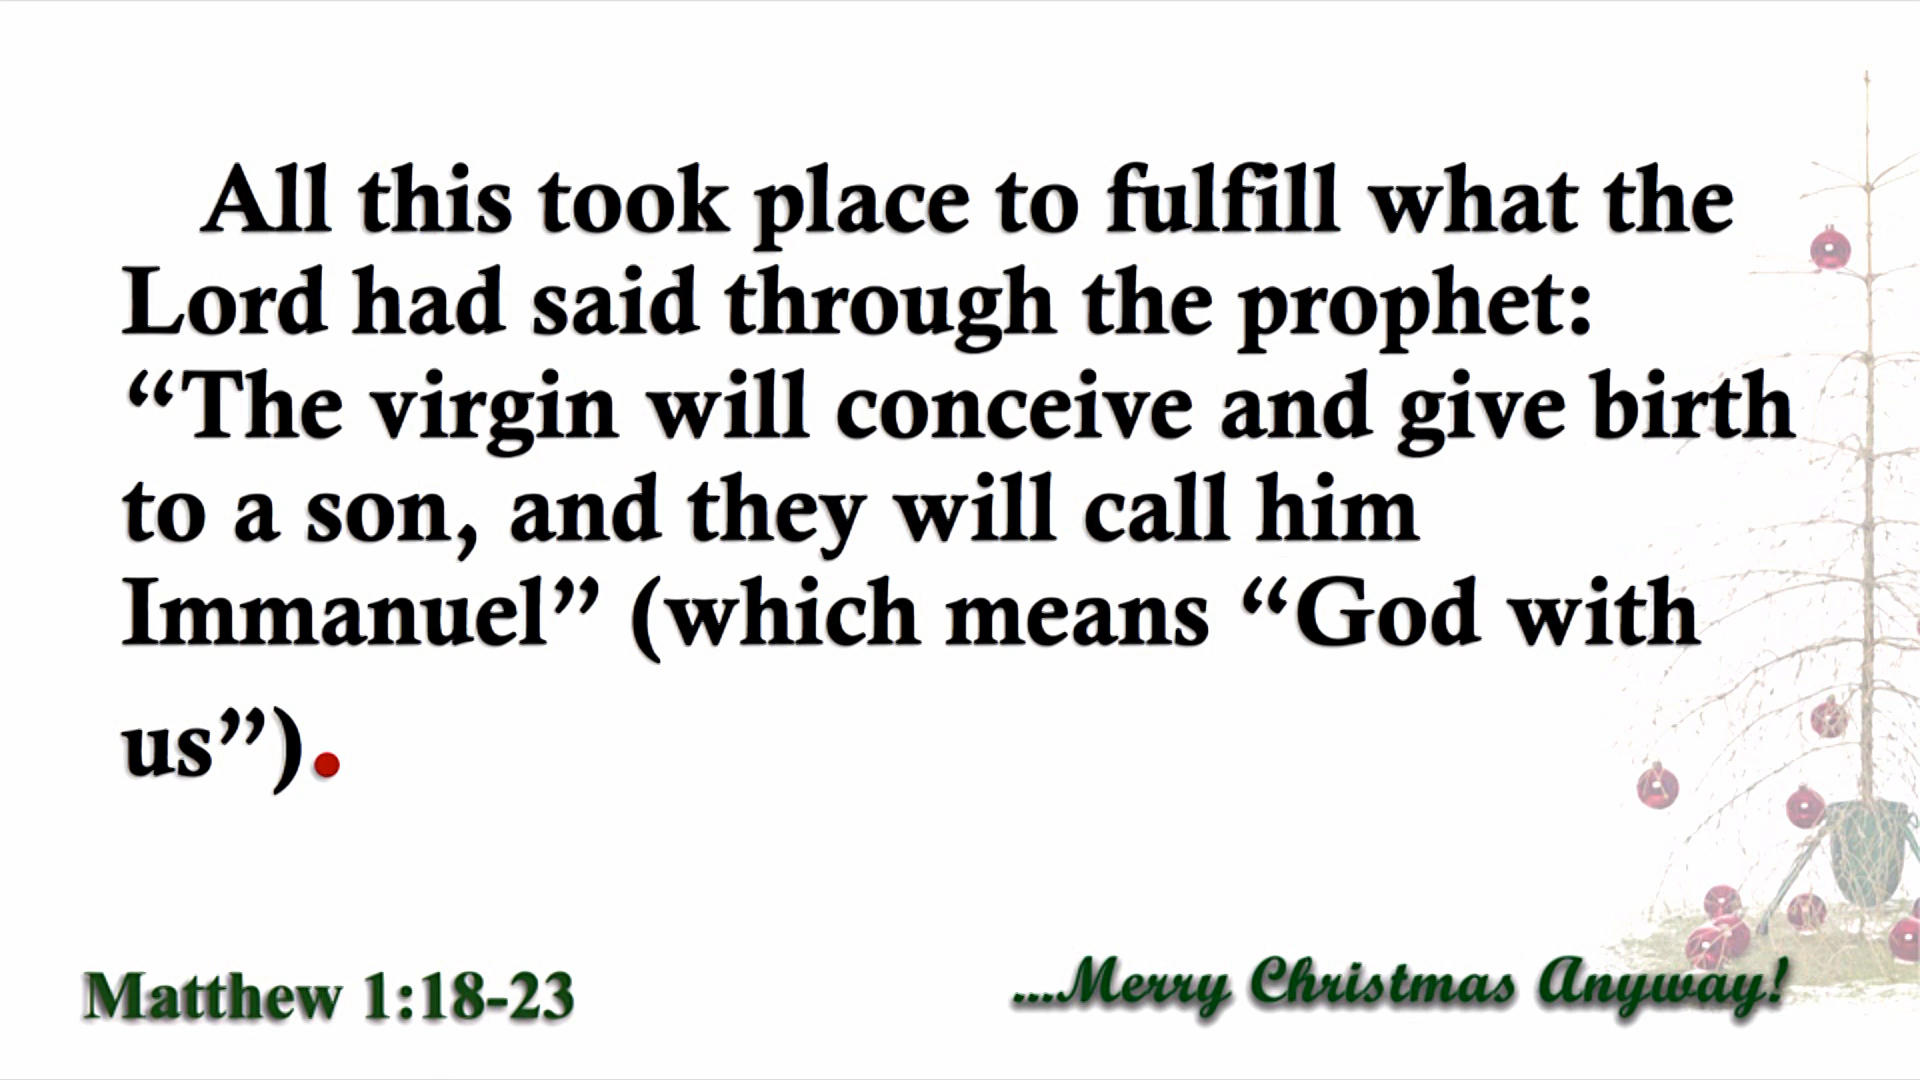 All this took place to fulfill what the
Lord had said through the prophet:
“The virgin will conceive and give birth
to a son, and they will call him
Immanuel” (which means “God with
us”).
Matthew 1:18-23
...Merry Christmas Anyway!